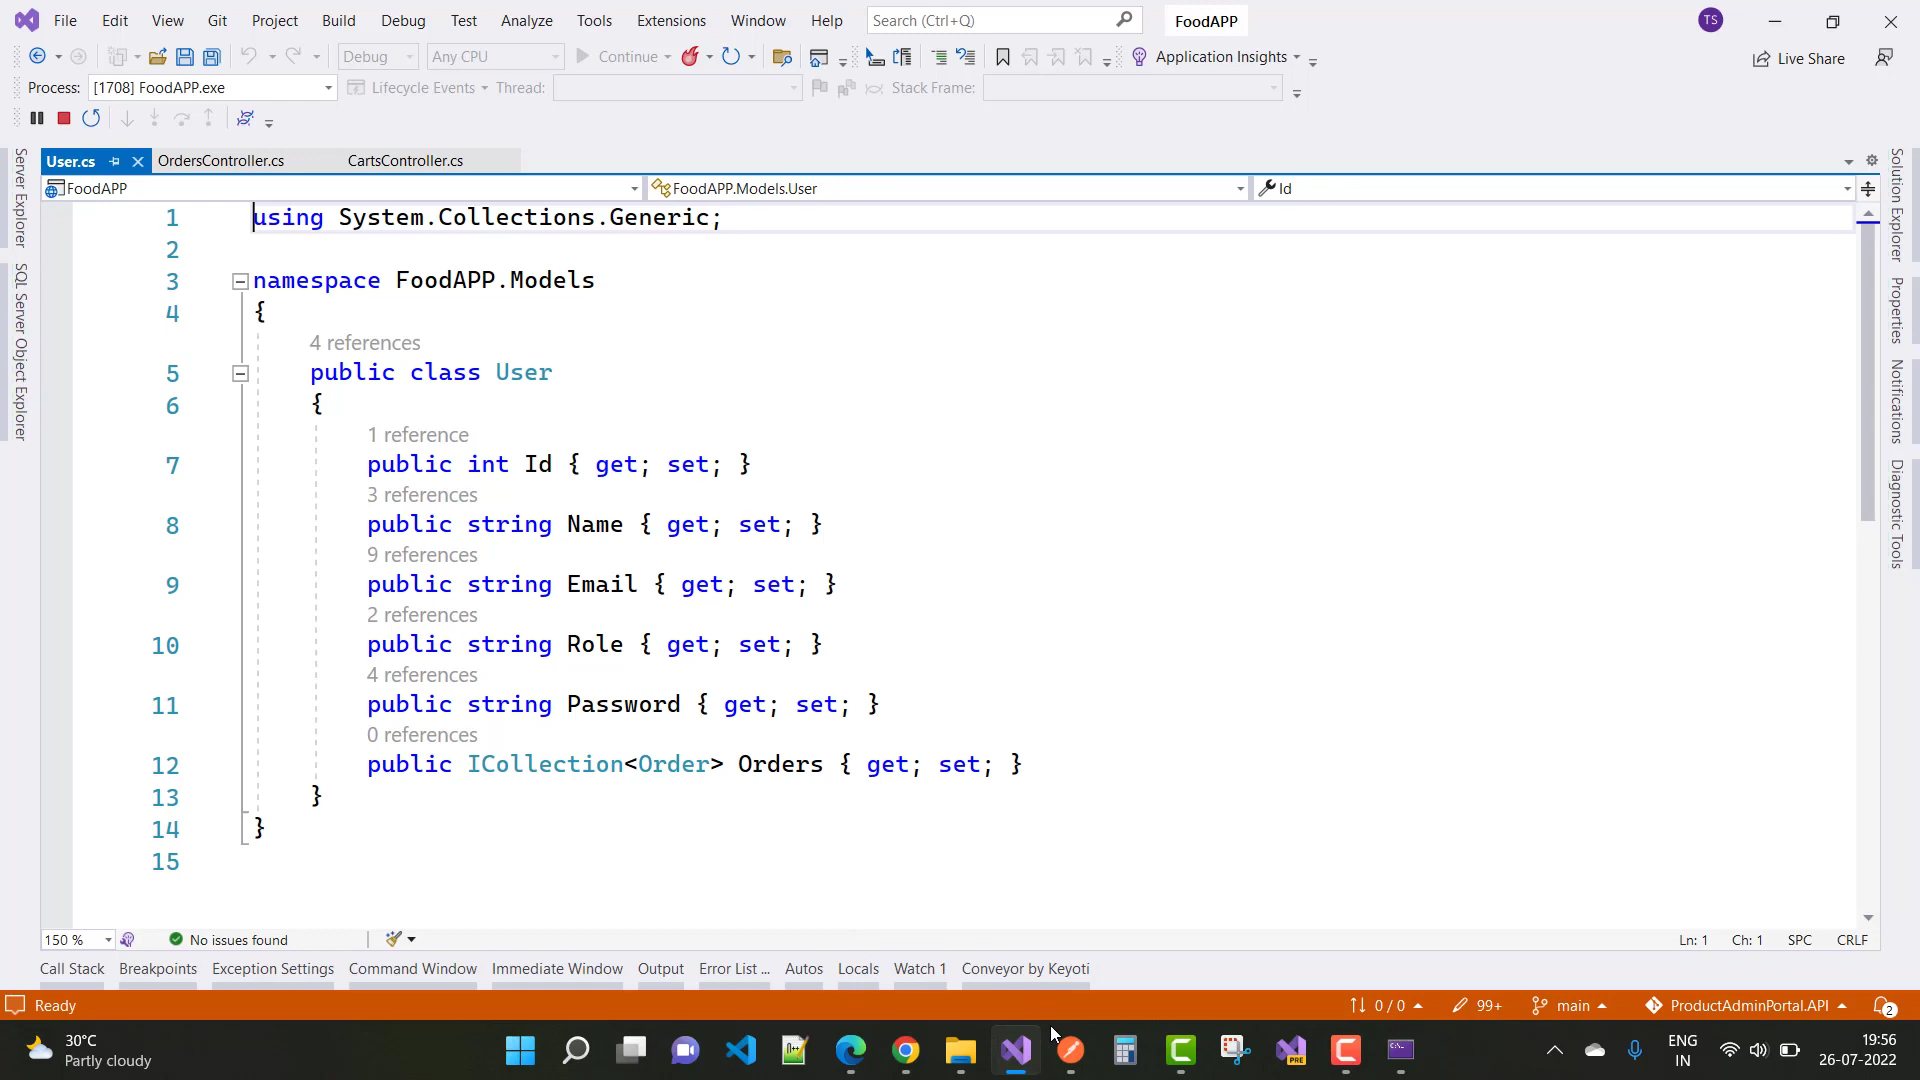 File Edit View Git Project Build Debug Test Analyze Tools Extensions Window Help Search (Ctrl+Q) FoodAPP TS
Debug Any CPU Continue Application Insights Live Share
Process: [1708] FoodAPP.exe Lifecycle Events Thread: Stack Frame:
User.cs OrdersController.cs CartsController.cs
FoodAPP FoodAPP.Models.User Id
Server Explorer
SQL Server Object Explorer
1 using System.Collections.Generic;
2
3 namespace FoodAPP.Models
4 {
4 references
5 public class User
6 {
1 reference
7 public int Id { get; set; }
3 references
8 public string Name { get; set; }
9 references
9 public string Email { get; set; }
2 references
10 public string Role { get; set; }
4 references
11 public string Password { get; set; }
0 references
12 public ICollection<Order> Orders { get; set; }
13 }
14 }
15
Solution Explorer
Properties
Notifications
Diagnostic Tools
150 % No issues found Ln: 1 Ch: 1 SPC CRLF
Call Stack Breakpoints Exception Settings Command Window Immediate Window Output Error List ... Autos Locals Watch 1 Conveyor by Keyoti
Ready 0 / 0 99+ main ProductAdminPortal.API 2
30°C
Partly cloudy
PRE
ENG
IN
19:56
26-07-2022